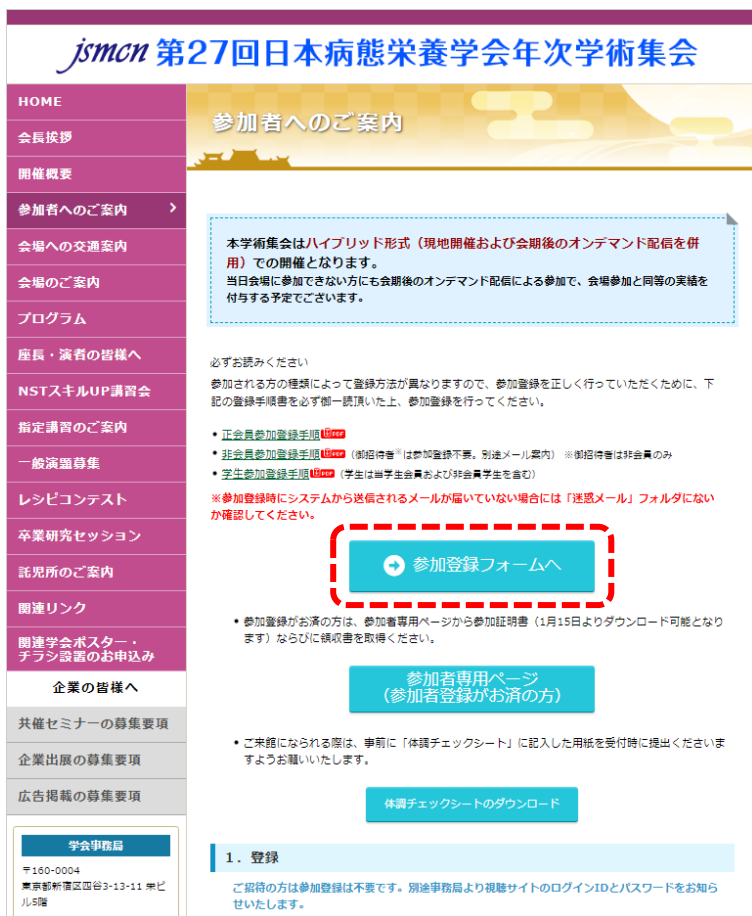 jsmcn 第27回日本病態栄養学会年次学術集会
HOME
会長挨拶
開催概要
参加者へのご案内
会場への交通案内
会場のご案内
プログラム
座長・演者の皆様へ
NSTスキルUP講習会
指定講習のご案内
一般演題募集
レシピコンテスト
卒業研究セッション
託児所のご案内
関連リンク
関連学会ポスター・
チラシ設置のお申込み
企業の皆様へ
共催セミナーの募集要項
企業出展の募集要項
広告掲載の募集要項
学会事務局
〒160-0004
東京都新宿区四谷3-13-11 栄ビ
ル5階
参加者へのご案内
本学術集会はハイブリッド形式（現地開催および会期後のオンデマンド配信を併
用）での開催となります。
当日会場に参加できない方にも会期後のオンデマンド配信による参加で、会場参加と同等の実績を
付与する予定でございます。
必ずお読みください
参加される方の種類によって登録方法が異なりますので、参加登録を正しく行っていただくために、下
記の登録手順書を必ず御一読頂いた上、参加登録を行ってください。
• 正会員参加登録手順 PDF
• 非会員参加登録手順 PDF （御招待者※は参加登録不要。別途メール案内） ※御招待者は非会員のみ
• 学生参加登録手順 PDF （学生は当学生会員および非会員学生を含む）
※参加登録時にシステムから送信されるメールが届いていない場合には「迷惑メール」フォルダにない
か確認してください。
参加登録フォームへ
• 参加登録がお済の方は、参加者専用ページから参加証明書（1月15日よりダウンロード可能となり
ます）ならびに領収書を取得ください。
参加者専用ページ
（参加者登録がお済の方）
• ご来館になられる際は、事前に「体調チェックシート」に記入した用紙を受付時に提出くださいま
すようお願いいたします。
体調チェックシートのダウンロード
1．登録
ご招待の方は参加登録は不要です。別途事務局より視聴サイトのログインIDとパスワードをお知ら
せいたします。